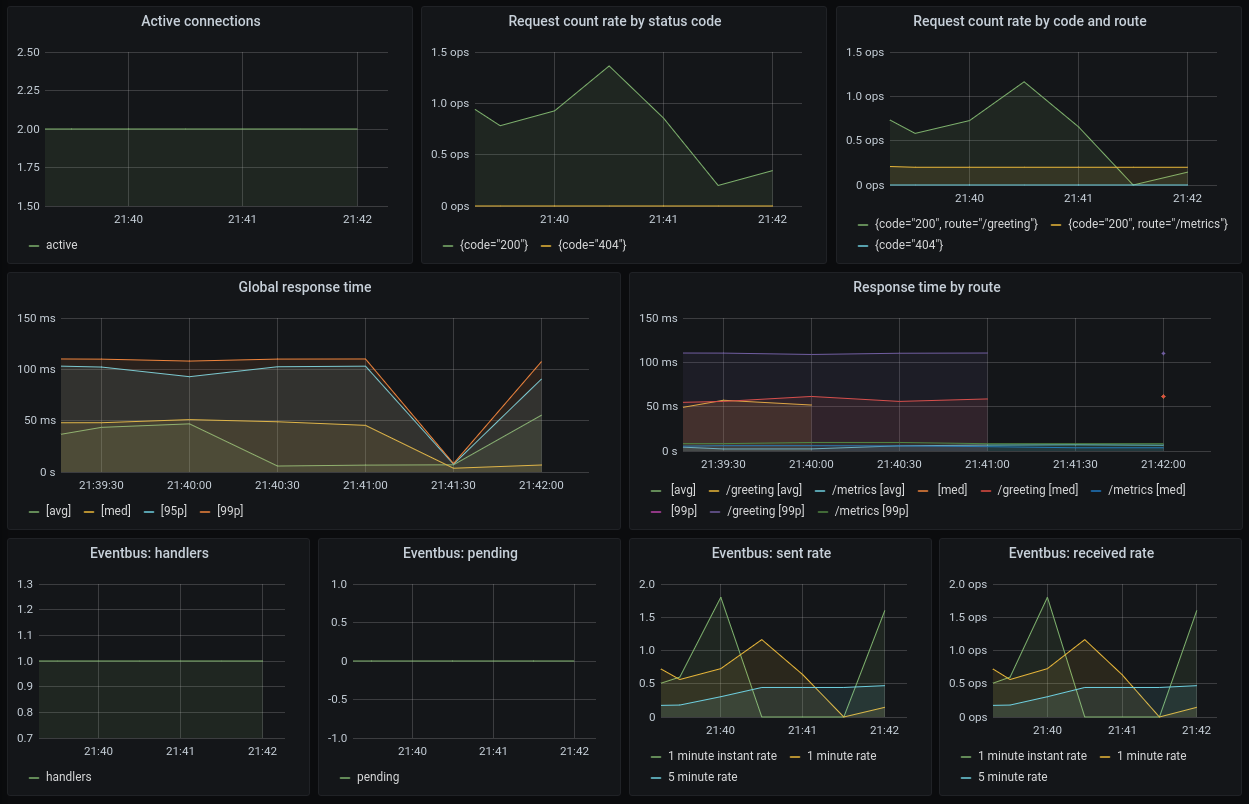 Active connections
2.50
2.25
2.00
1.75
1.50
21:40 21:41 21:42
active
Request count rate by status code
1.5 ops
1.0 ops
0.5 ops
0 ops
21:40 21:41 21:42
{code="200"} {code="404"}
Request count rate by code and route
1.5 ops
1.0 ops
0.5 ops
0 ops
21:40 21:41 21:42
{code="200", route="/greeting"} {code="200", route="/metrics"}
{code="404"}
Global response time
150 ms
100 ms
50 ms
0 s
21:39:30 21:40:00 21:40:30 21:41:00 21:41:30 21:42:00
[avg] [med] [95p] [99p]
Response time by route
150 ms
100 ms
50 ms
0 s
21:39:30 21:40:00 21:40:30 21:41:00 21:41:30 21:42:00
[avg] /greeting [avg] /metrics [avg] [med] /greeting [med] /metrics [med]
[99p] /greeting [99p] /metrics [99p]
Eventbus: handlers
1.3
1.2
1.1
1.0
0.9
0.8
0.7
21:40 21:41 21:42
handlers
Eventbus: pending
1.0
0.5
0
-0.5
-1.0
21:40 21:41 21:42
pending
Eventbus: sent rate
2.0
1.5
1.0
0.5
0
21:40 21:41 21:42
1 minute instant rate 1 minute rate
5 minute rate
Eventbus: received rate
2.0 ops
1.5 ops
1.0 ops
0.5 ops
0 ops
21:40 21:41 21:42
1 minute instant rate 1 minute rate
5 minute rate